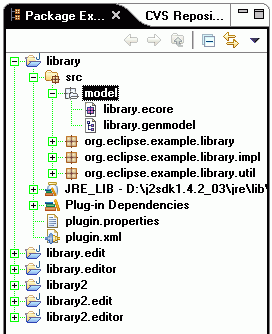 Package Ex... CVS Reposi...
library
src
model
library.ecore
library.genmodel
org.eclipse.example.library
org.eclipse.example.library.impl
org.eclipse.example.library.util
JRE_LIB - D:\j2sdk1.4.2_03\jre\lib\
Plug-in Dependencies
plugin.properties
plugin.xml
library.edit
library.editor
library2
library2.edit
library2.editor